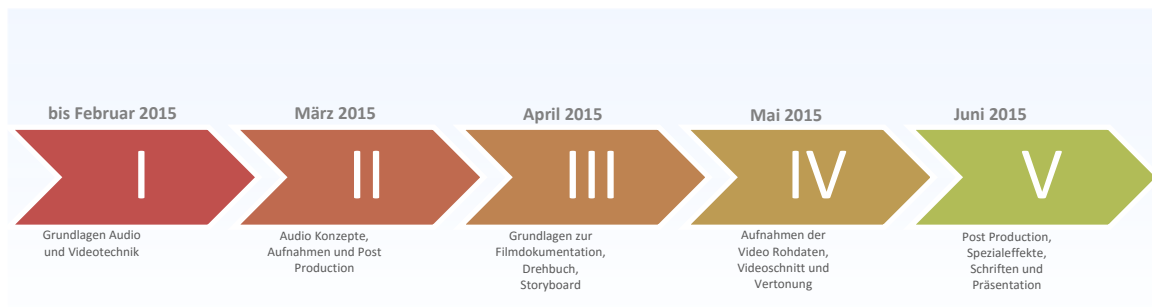 bis Februar 2015
März 2015
April 2015
Mai 2015
Juni 2015
I
II
III
IV
V
Grundlagen Audio
und Videotechnik
Audio Konzepte,
Aufnahmen und Post
Production
Grundlagen zur
Filmdokumentation,
Drehbuch,
Storyboard
Aufnahmen der
Video Rohdaten,
Videoschnitt und
Vertonung
Post Production,
Spezialeffekte,
Schriften und
Präsentation